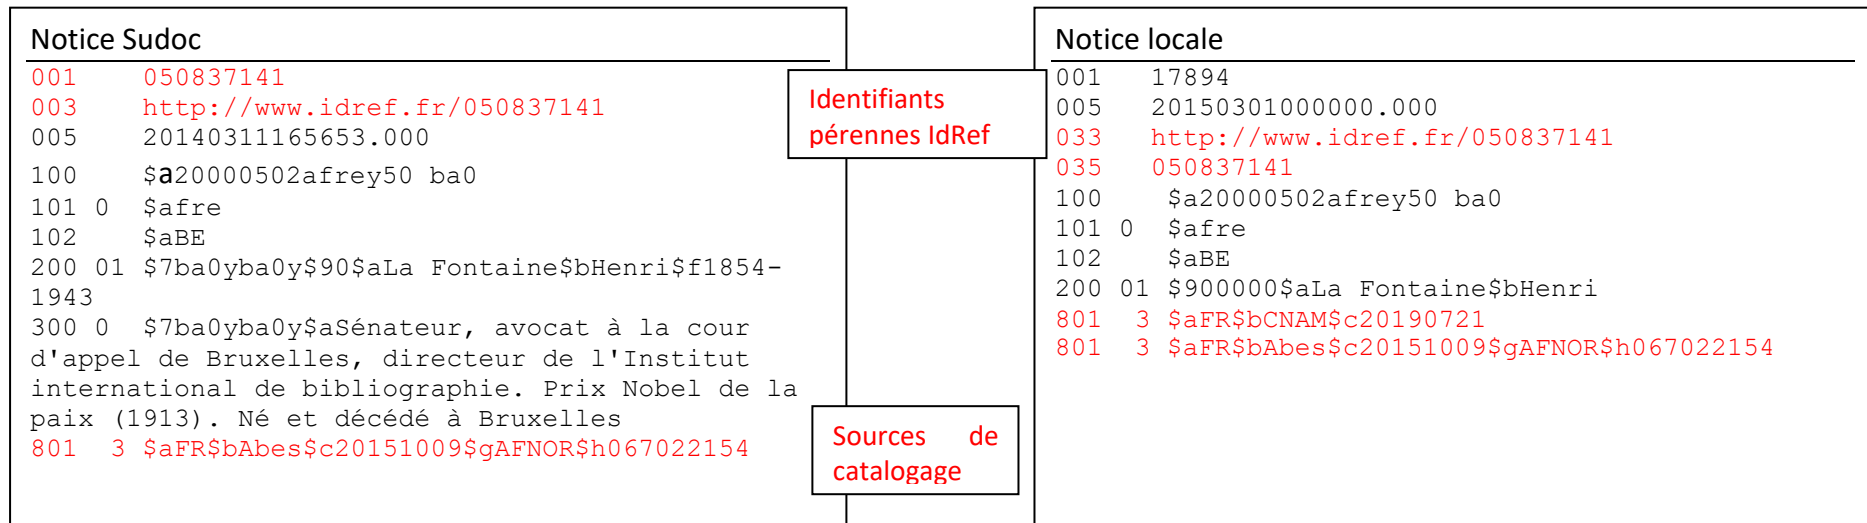 Notice Sudoc
001 050837141
003 http://www.idref.fr/050837141
005 20140311165653.000
100 $a20000502afrey50 ba0
101 0 $afre
102 $aBE
200 01 $7ba0yba0y$90$aLa Fontaine$bHenri$f1854-
1943
300 0 $7ba0yba0y$aSénateur, avocat à la cour
d'appel de Bruxelles, directeur de l'Institut
international de bibliographie. Prix Nobel de la
paix (1913). Né et décédé à Bruxelles
801 3 $aFR$bAbes$c20151009$gAFNOR$h067022154
Identifiants
pérennes IdRef
Sources de
catalogage
Notice locale
001 17894
005 20150301000000.000
033 http://www.idref.fr/050837141
035 050837141
100 $a20000502afrey50 ba0
101 0 $afre
102 $aBE
200 01 $900000$aLa Fontaine$bHenri
801 3 $aFR$bCNAM$c20190721
801 3 $aFR$bAbes$c20151009$gAFNOR$h067022154